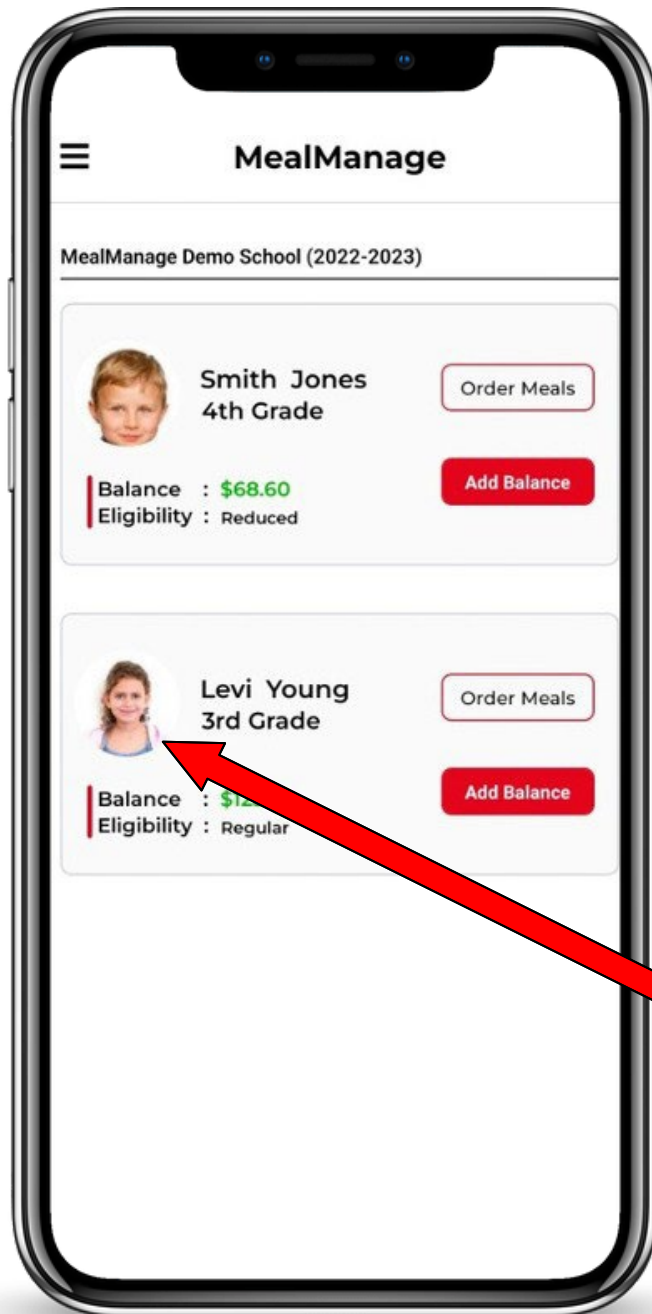 MealManage
MealManage Demo School (2022-2023)
Smith Jones
4th Grade
Order Meals
Balance : $68.60
Eligibility : Reduced
Add Balance
Levi Young
3rd Grade
Order Meals
Balance :
Eligibility : Regular
Add Balance